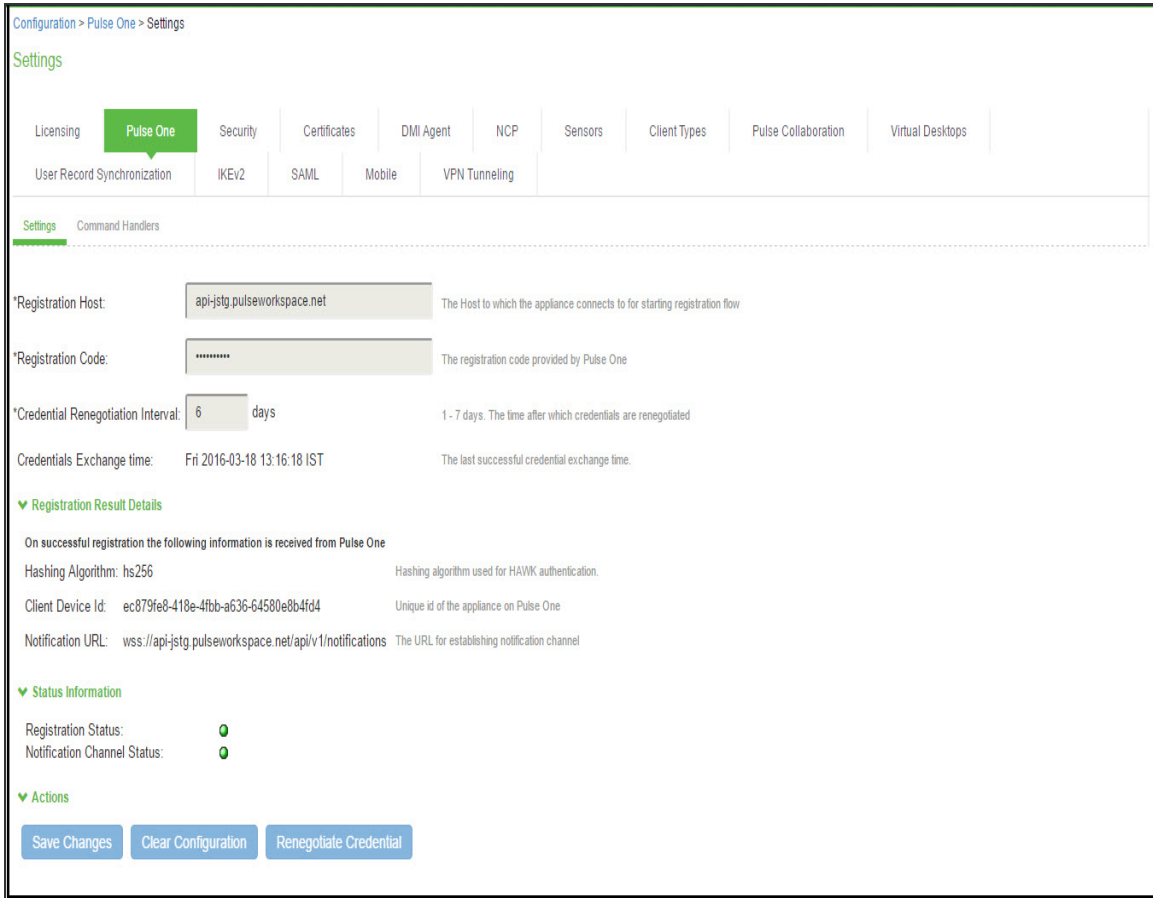 Configuration > Pulse One > Settings
Settings
Licensing Pulse One Security Certificates DMI Agent NCP Sensors Client Types Pulse Collaboration Virtual Desktops
User Record Synchronization IKEv2 SAML Mobile VPN Tunneling
Settings Command Handlers
*Registration Host: api-jstg.pulseworkspace.net The Host to which the appliance connects to for starting registration flow
*Registration Code: •••••••••• The registration code provided by Pulse One
*Credential Renegotiation Interval: 6 days 1 - 7 days. The time after which credentials are renegotiated
Credentials Exchange time: Fri 2016-03-18 13:16:18 IST The last successful credential exchange time.
Registration Result Details
On successful registration the following information is received from Pulse One
Hashing Algorithm: hs256 Hashing algorithm used for HAWK authentication.
Client Device Id: ec879fe8-418e-4fbb-a636-64580e8b4fd4 Unique id of the appliance on Pulse One
Notification URL: wss://api-jstg.pulseworkspace.net/api/v1/notifications The URL for establishing notification channel
Status Information
Registration Status:
Notification Channel Status:
Actions
Save Changes Clear Configuration Renegotiate Credential